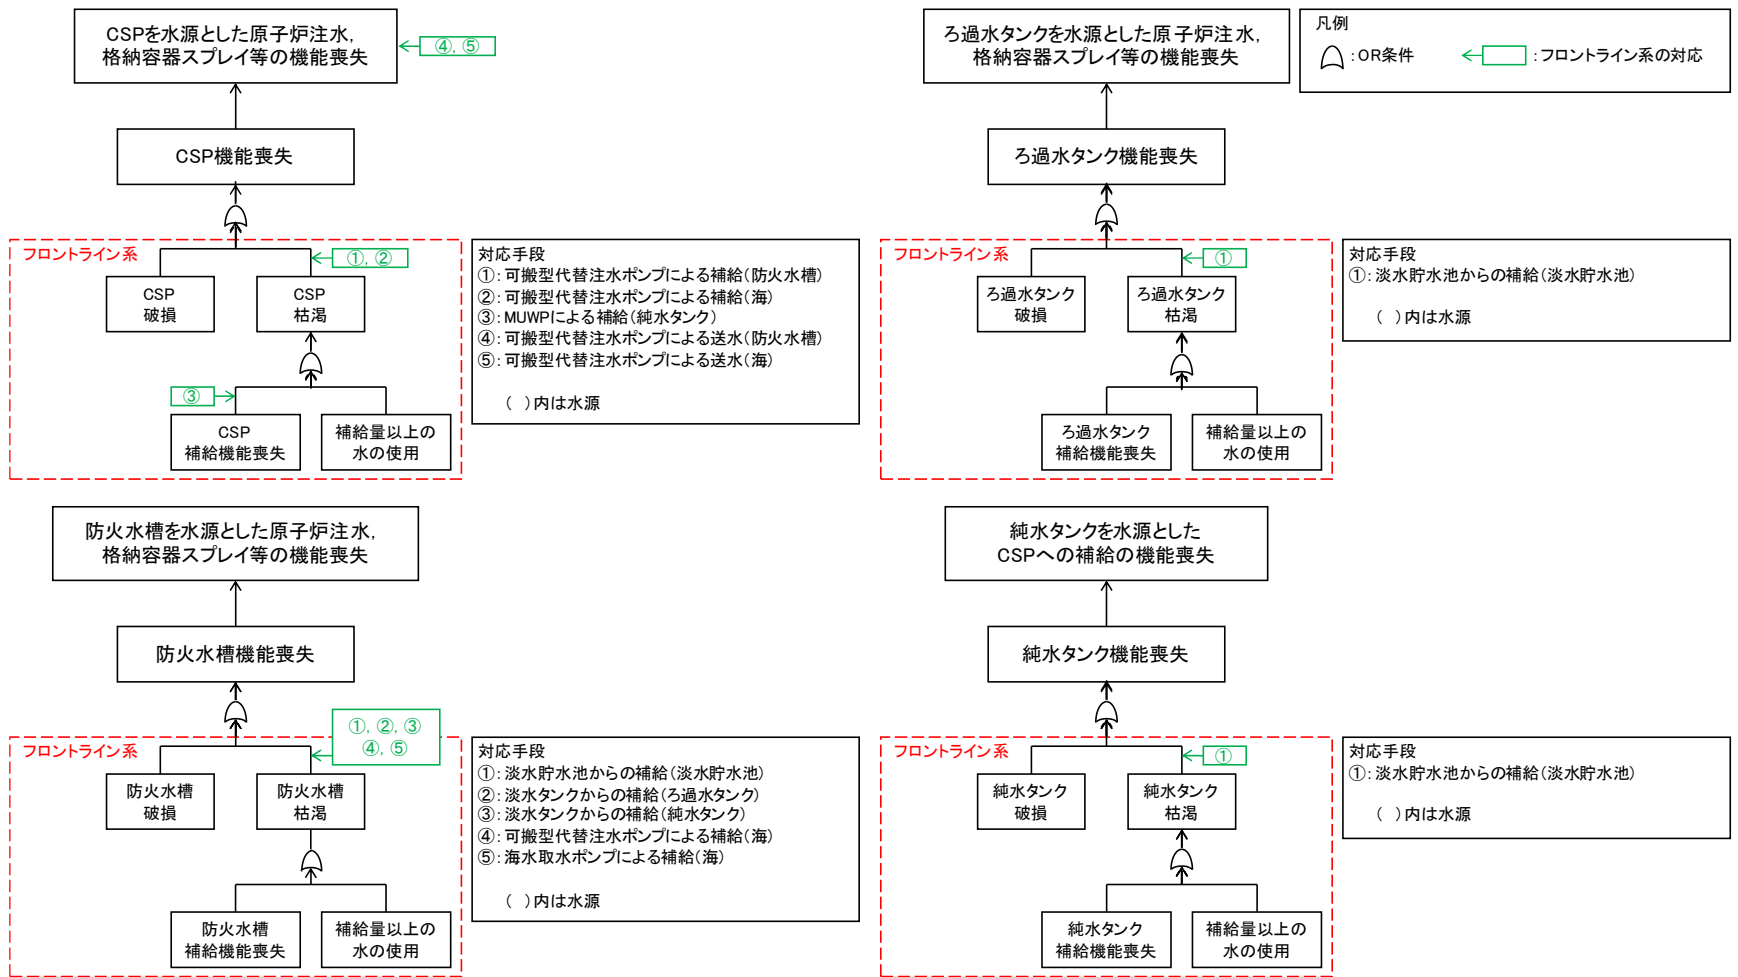 CSPを水源とした原子炉注水,
格納容器スプレイ等の機能喪失
④, ⑤
CSP機能喪失
フロントライン系
①, ②
CSP
破損
CSP
枯渇
③
CSP
補給機能喪失
補給量以上の
水の使用
対応手段
①：可搬型代替注水ポンプによる補給（防火水槽）
②：可搬型代替注水ポンプによる補給（海）
③：MUWPによる補給（純水タンク）
④：可搬型代替注水ポンプによる送水（防火水槽）
⑤：可搬型代替注水ポンプによる送水（海）
（　）内は水源
ろ過水タンクを水源とした原子炉注水,
格納容器スプレイ等の機能喪失
凡例
：OR条件
：フロントライン系の対応
ろ過水タンク機能喪失
フロントライン系
①
ろ過水タンク
破損
ろ過水タンク
枯渇
ろ過水タンク
補給機能喪失
補給量以上の
水の使用
対応手段
①：淡水貯水池からの補給（淡水貯水池）
（　）内は水源
防火水槽を水源とした原子炉注水,
格納容器スプレイ等の機能喪失
防火水槽機能喪失
フロントライン系
①, ②, ③
④, ⑤
防火水槽
破損
防火水槽
枯渇
防火水槽
補給機能喪失
補給量以上の
水の使用
対応手段
①：淡水貯水池からの補給（淡水貯水池）
②：淡水タンクからの補給（ろ過水タンク）
③：淡水タンクからの補給（純水タンク）
④：可搬型代替注水ポンプによる補給（海）
⑤：海水取水ポンプによる補給（海）
（　）内は水源
純水タンクを水源とした
CSPへの補給の機能喪失
純水タンク機能喪失
フロントライン系
①
純水タンク
破損
純水タンク
枯渇
純水タンク
補給機能喪失
補給量以上の
水の使用
対応手段
①：淡水貯水池からの補給（淡水貯水池）
（　）内は水源